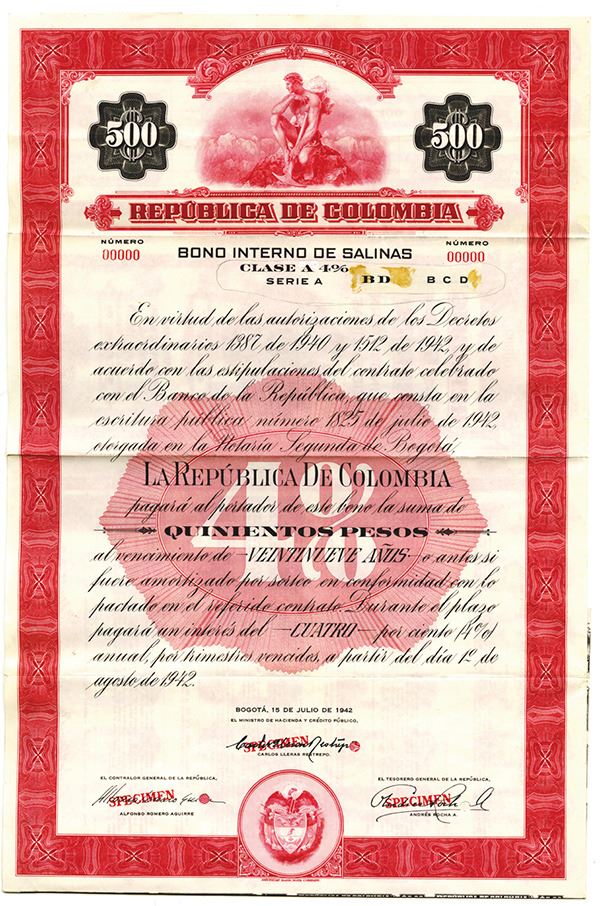 500
500
REPÚBLICA DE COLOMBIA
NÚMERO
00000
NÚMERO
00000
BONO INTERNO DE SALINAS
CLASE A 4%
SERIE A B D B C D
En virtud de las autorizaciones de los Decretos
extraordinarios 1387 de 1940 y 1512 de 1942, y de
acuerdo con las estipulaciones del contrato celebrado
con el Banco de la República, que consta en la
escritura pública número 1825 de julio de 1942,
otorgada en la Notaría Segunda de Bogotá,
LA REPÚBLICA DE COLOMBIA
pagará al portador de este bono la suma de
QUINIENTOS PESOS
al vencimiento de VEINTINUEVE AÑOS o antes si
fuere amortizado por sorteo en conformidad con lo
pactado en el referido contrato. Durante el plazo
pagará un interés del CUATRO por ciento (4%)
anual, por trimestres vencidos, a partir del día 1º de
agosto de 1942.
4%
BOGOTÁ, 15 DE JULIO DE 1942
EL MINISTRO DE HACIENDA Y CRÉDITO PÚBLICO,
SPECIMEN
CARLOS LLERAS RESTREPO.
EL CONTRALOR GENERAL DE LA REPÚBLICA,
SPECIMEN
ALFONSO ROMERO AGUIRRE
EL TESORERO GENERAL DE LA REPÚBLICA,
SPECIMEN
ANDRÉS ROCHA A.
AMERICAN BANK NOTE COMPANY.